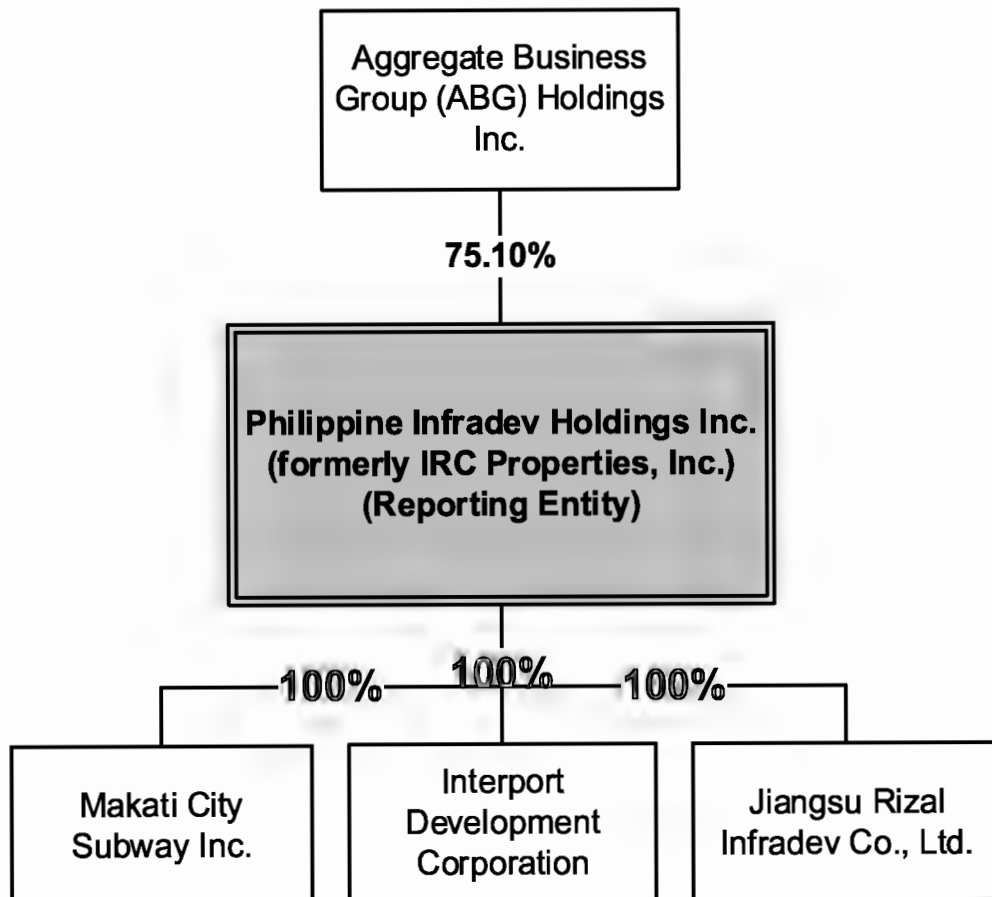 Aggregate Business
Group (ABG) Holdings
Inc.
75.10%
Philippine Infradev Holdings Inc.
(formerly IRC Properties, Inc.)
(Reporting Entity)
100%
100%
100%
Makati City
Subway Inc.
Interport
Development
Corporation
Jiangsu Rizal
Infradev Co., Ltd.